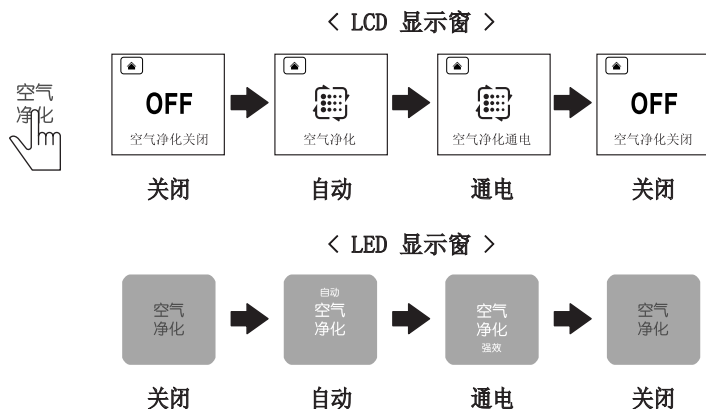 < LCD 显示窗 >
空气
净化
OFF
空气净化关闭
空气净化
空气净化通电
OFF
空气净化关闭
关闭
自动
通电
关闭
< LED 显示窗 >
空气
净化
自动
空气
净化
空气
净化
强效
空气
净化
关闭
自动
通电
关闭